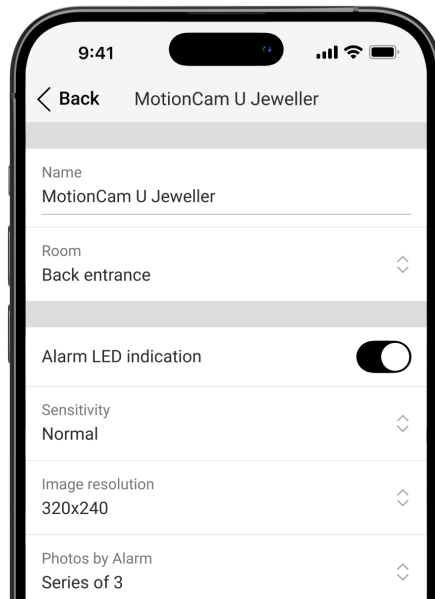 9:41
Back MotionCam U Jeweller
Name
MotionCam U Jeweller
Room
Back entrance
Alarm LED indication
Sensitivity
Normal
Image resolution
320x240
Photos by Alarm
Series of 3